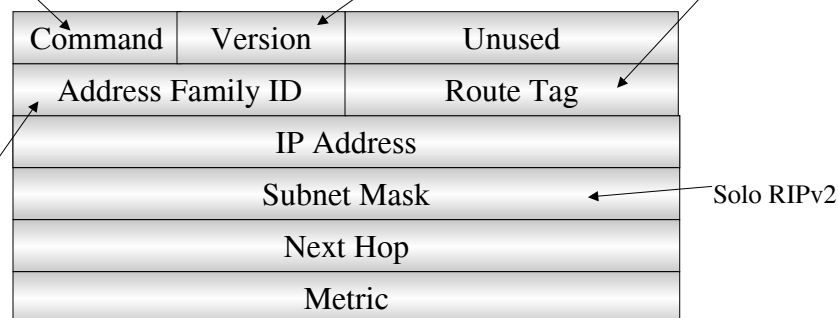 Command Version Unused
Address Family ID Route Tag
IP Address
Subnet Mask Solo RIPv2
Next Hop
Metric